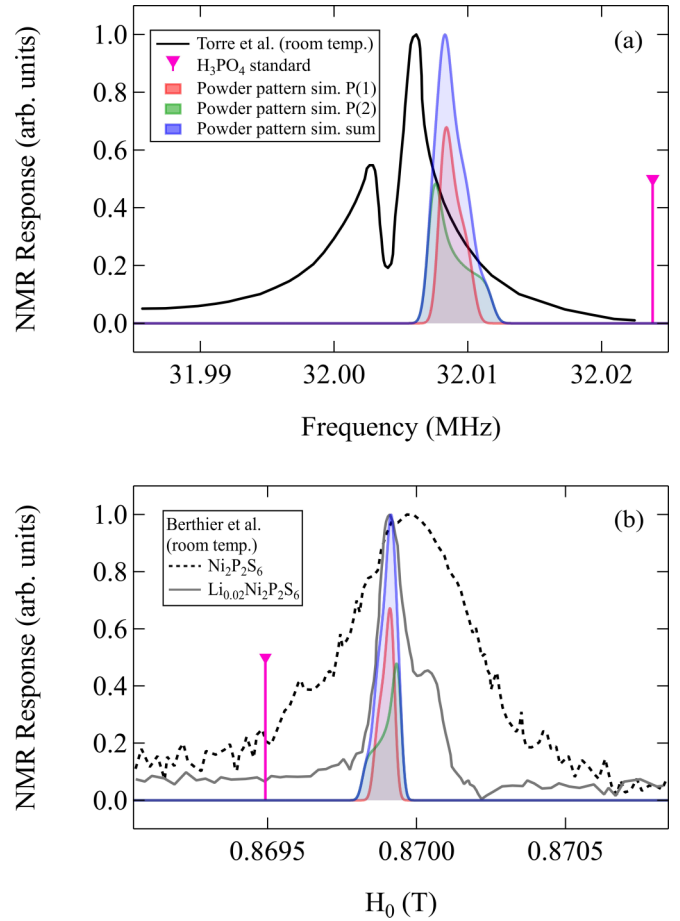 (a)
Torre et al. (room temp.)
H₃PO₄ standard
Powder pattern sim. P(1)
Powder pattern sim. P(2)
Powder pattern sim. sum
NMR Response (arb. units)
1.0
0.8
0.6
0.4
0.2
0.0
31.99 32.00 32.01 32.02
Frequency (MHz)
(b)
Berthier et al.
(room temp.)
Ni₂P₂S₆
Li₀.₀₂Ni₂P₂S₆
NMR Response (arb. units)
1.0
0.8
0.6
0.4
0.2
0.0
0.8695 0.8700 0.8705
H₀ (T)